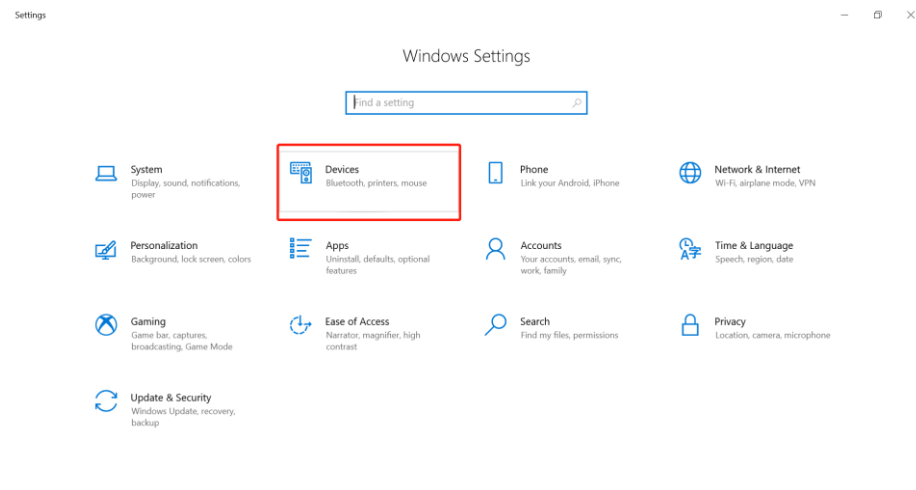 Settings
Windows Settings
Find a setting
System
Display, sound, notifications,
power
Devices
Bluetooth, printers, mouse
Phone
Link your Android, iPhone
Network & Internet
Wi-Fi, airplane mode, VPN
Personalization
Background, lock screen, colors
Apps
Uninstall, defaults, optional
features
Accounts
Your accounts, email, sync,
work, family
Time & Language
Speech, region, date
Gaming
Game bar, captures,
broadcasting, Game Mode
Ease of Access
Narrator, magnifier, high
contrast
Search
Find my files, permissions
Privacy
Location, camera, microphone
Update & Security
Windows Update, recovery,
backup